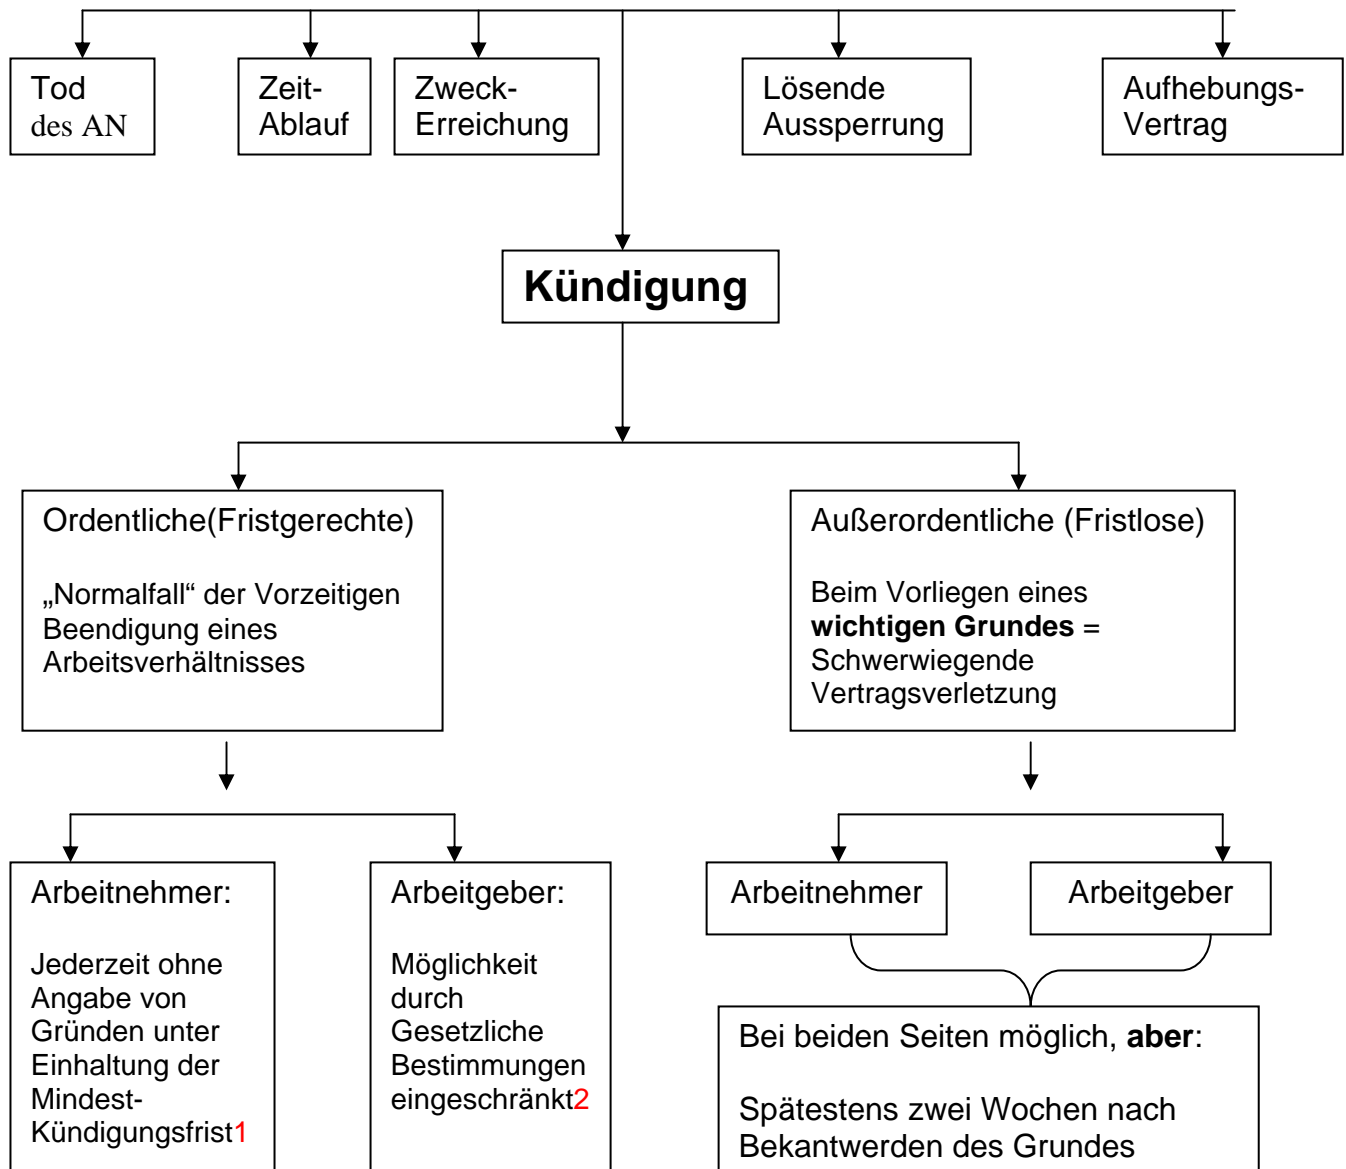 Tod
des AN
Zeit-
Ablauf
Zweck-
Erreichung
Lösende
Aussperrung
Aufhebungs-
Vertrag
Kündigung
Ordentliche(Fristgerechte)
„Normalfall“ der Vorzeitigen
Beendigung eines
Arbeitsverhältnisses
Außerordentliche (Fristlose)
Beim Vorliegen eines
wichtigen Grundes =
Schwerwiegende
Vertragsverletzung
Arbeitnehmer:
Jederzeit ohne
Angabe von
Gründen unter
Einhaltung der
Mindest-
Kündigungsfrist1
Arbeitgeber:
Möglichkeit
durch
Gesetzliche
Bestimmungen
eingeschränkt2
Arbeitnehmer
Arbeitgeber
Bei beiden Seiten möglich, aber:
Spätestens zwei Wochen nach
Bekantwerden des Grundes